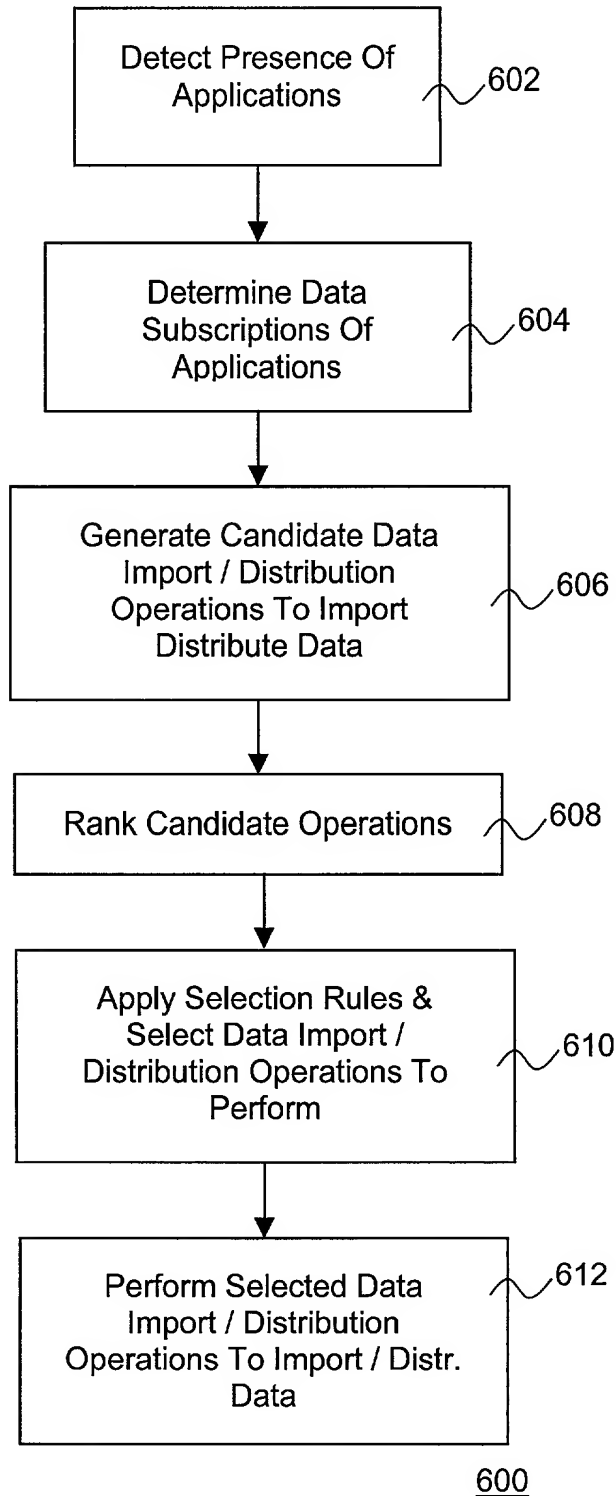 Detect Presence Of
Applications
602
Determine Data
Subscriptions Of
Applications
604
Generate Candidate Data
Import / Distribution
Operations To Import
Distribute Data
606
Rank Candidate Operations
608
Apply Selection Rules &
Select Data Import /
Distribution Operations To
Perform
610
Perform Selected Data
Import / Distribution
Operations To Import / Distr.
Data
612
600